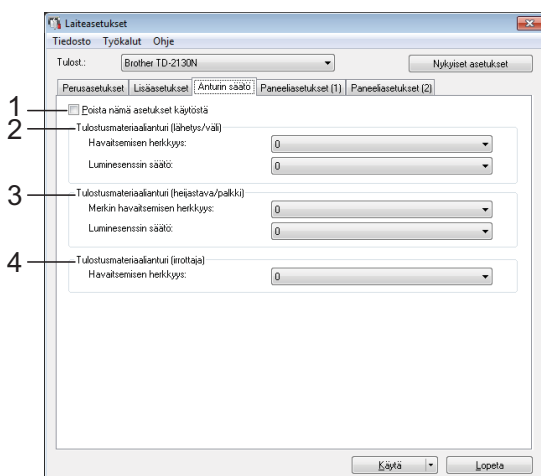 Laiteasetukset
Tiedosto Työkalut Ohje
Tulost.: Brother TD-2130N Nykyiset asetukset
Perusasetukset Lisäasetukset Anturin säätö Paneeliasetukset (1) Paneeliasetukset (2)
1 Poista nämä asetukset käytöstä
2 Tulostusmateriaalianturi (lähetys/väli)
Havaitsemisen herkkyys: 0
Luminesenssin säätö: 0
3 Tulostusmateriaalianturi (heijastava/palkki)
Merkin havaitsemisen herkkyys: 0
Luminesenssin säätö: 0
4 Tulostusmateriaalianturi (irrottaja)
Havaitsemisen herkkyys: 0
Käytä Lopeta